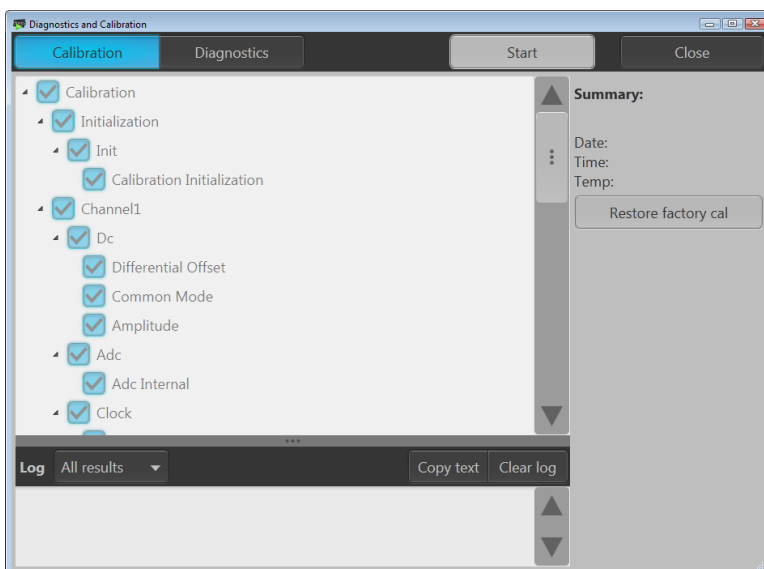 Diagnostics and Calibration
Calibration Diagnostics Start Close
Calibration
Initialization
Init
Calibration Initialization
Channel1
Dc
Differential Offset
Common Mode
Amplitude
Adc
Adc Internal
Clock
Summary:
Date:
Time:
Temp:
Restore factory cal
Log All results Copy text Clear log